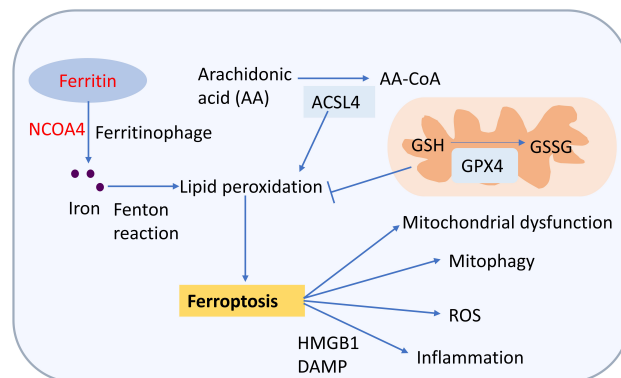 Ferritin
NCOA4
Ferritinophage
Iron
Fenton
reaction
Arachidonic
acid (AA)
AA-CoA
ACSL4
GSH
GSSG
GPX4
Lipid peroxidation
Ferroptosis
Mitochondrial dysfunction
Mitophagy
ROS
HMGB1
DAMP
Inflammation